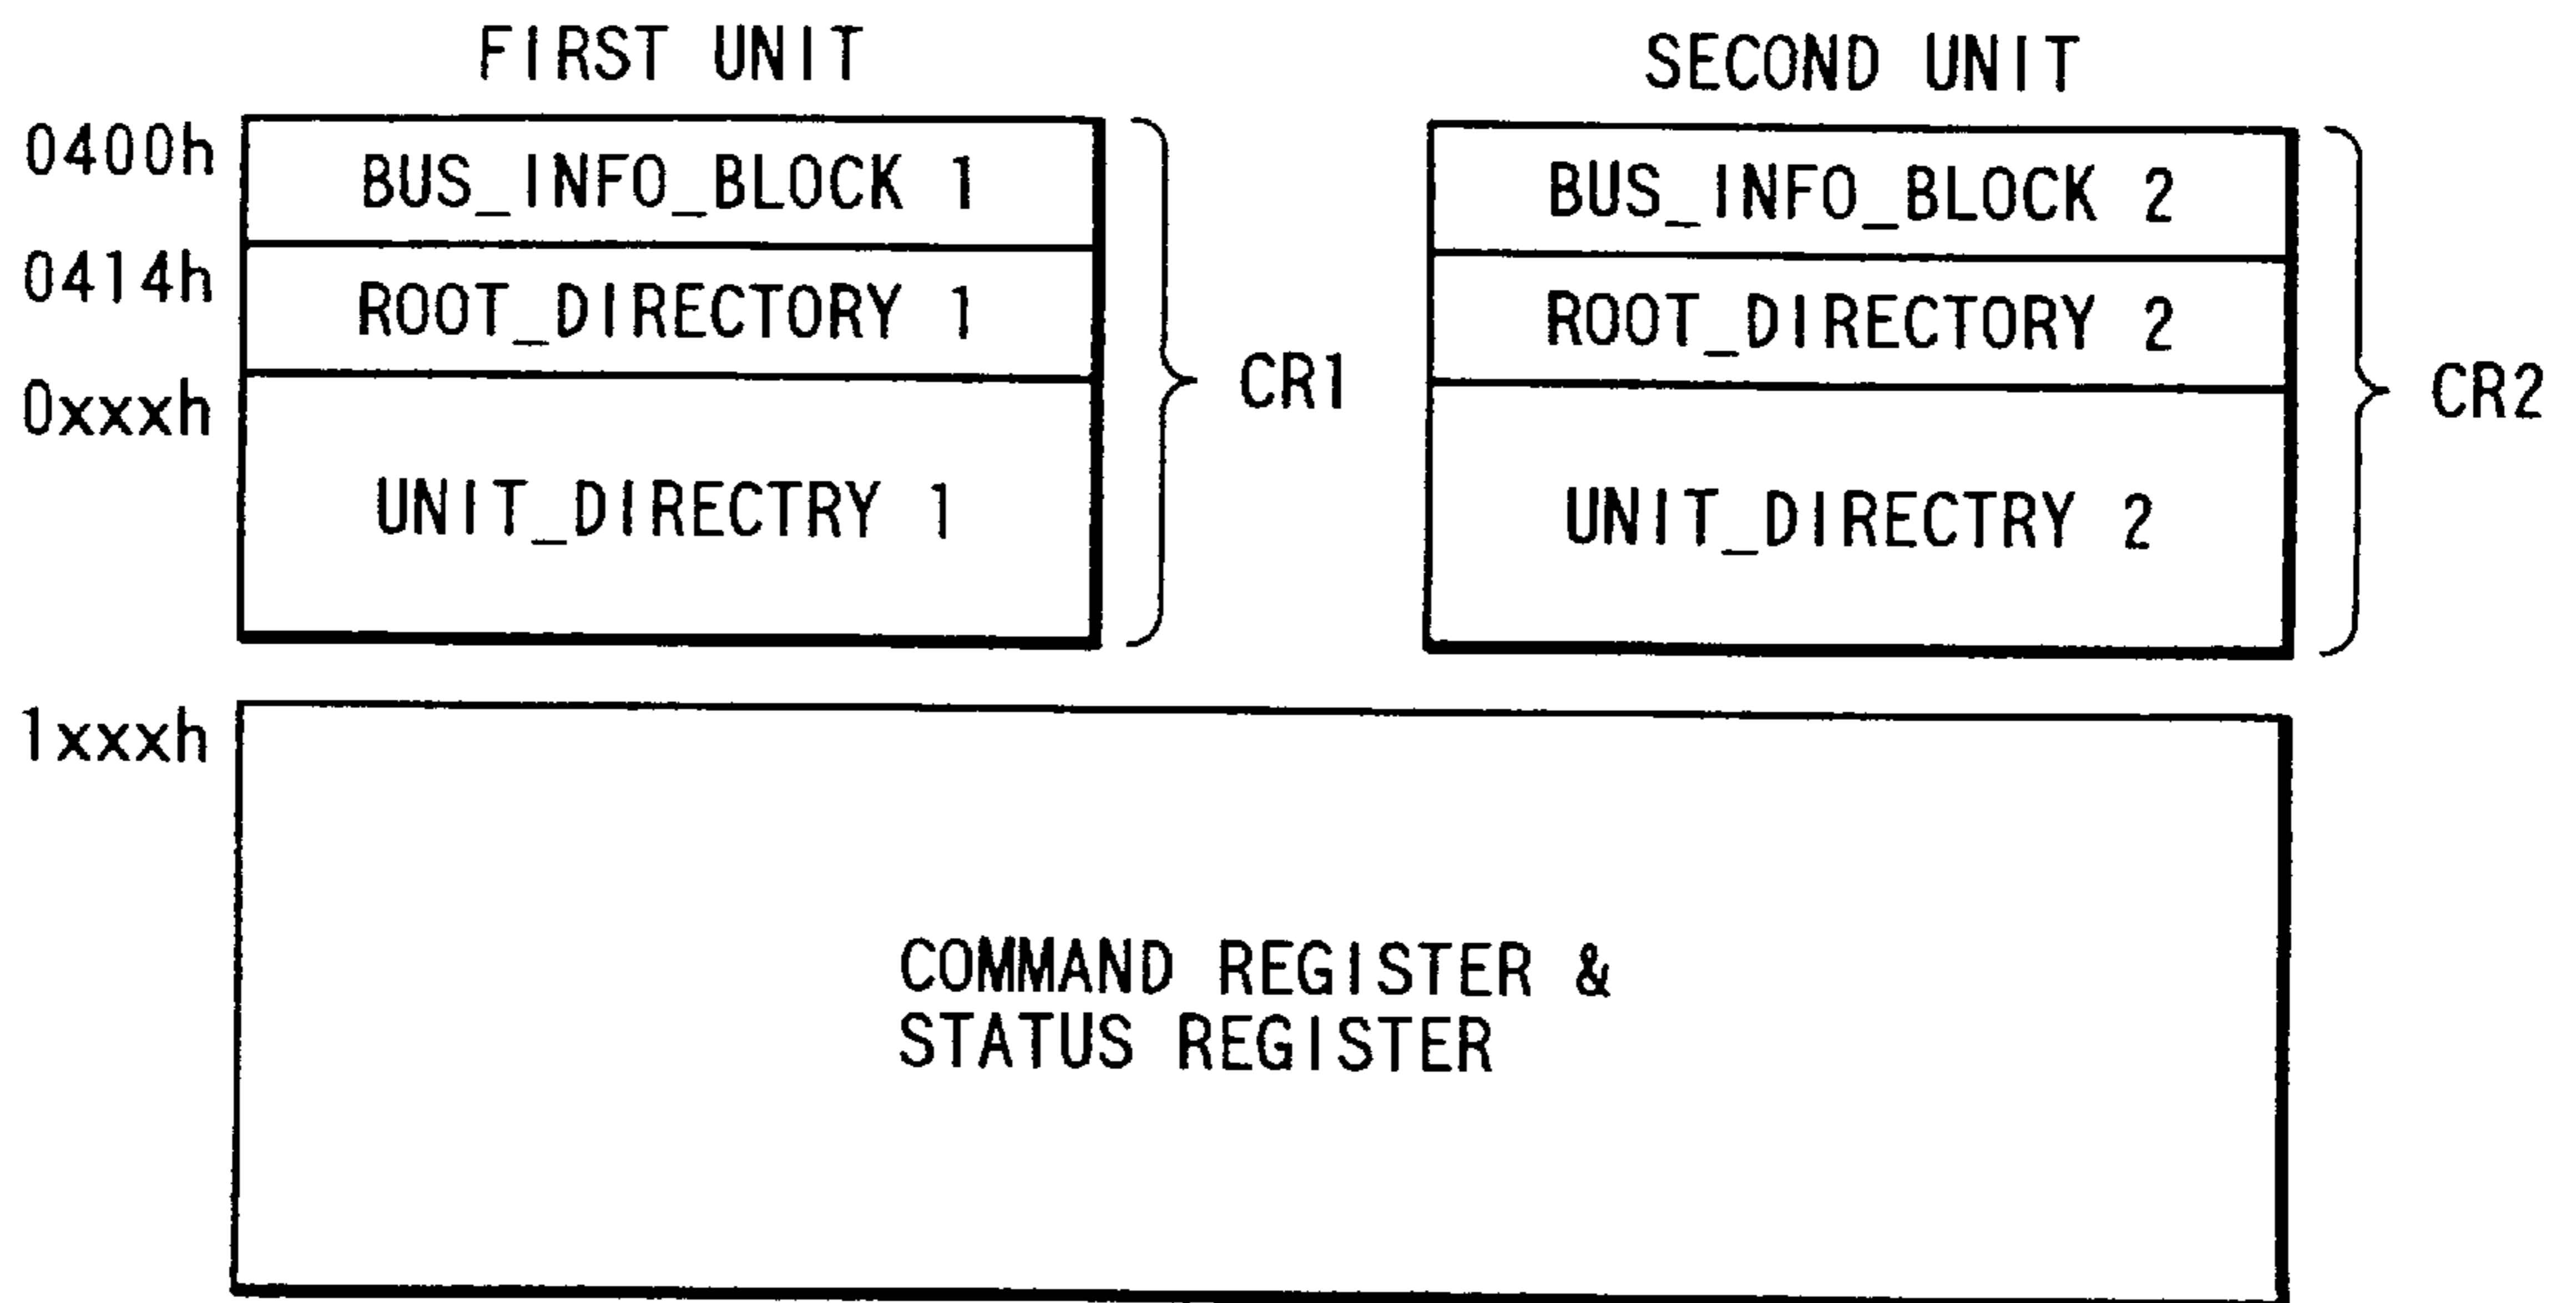 FIRST UNIT
SECOND UNIT
0400h
BUS_INFO_BLOCK 1
BUS_INFO_BLOCK 2
0414h
ROOT_DIRECTORY 1
ROOT_DIRECTORY 2
0xxxh
CR1
CR2
UNIT_DIRECTRY 1
UNIT_DIRECTRY 2
1xxxh
COMMAND REGISTER &
STATUS REGISTER